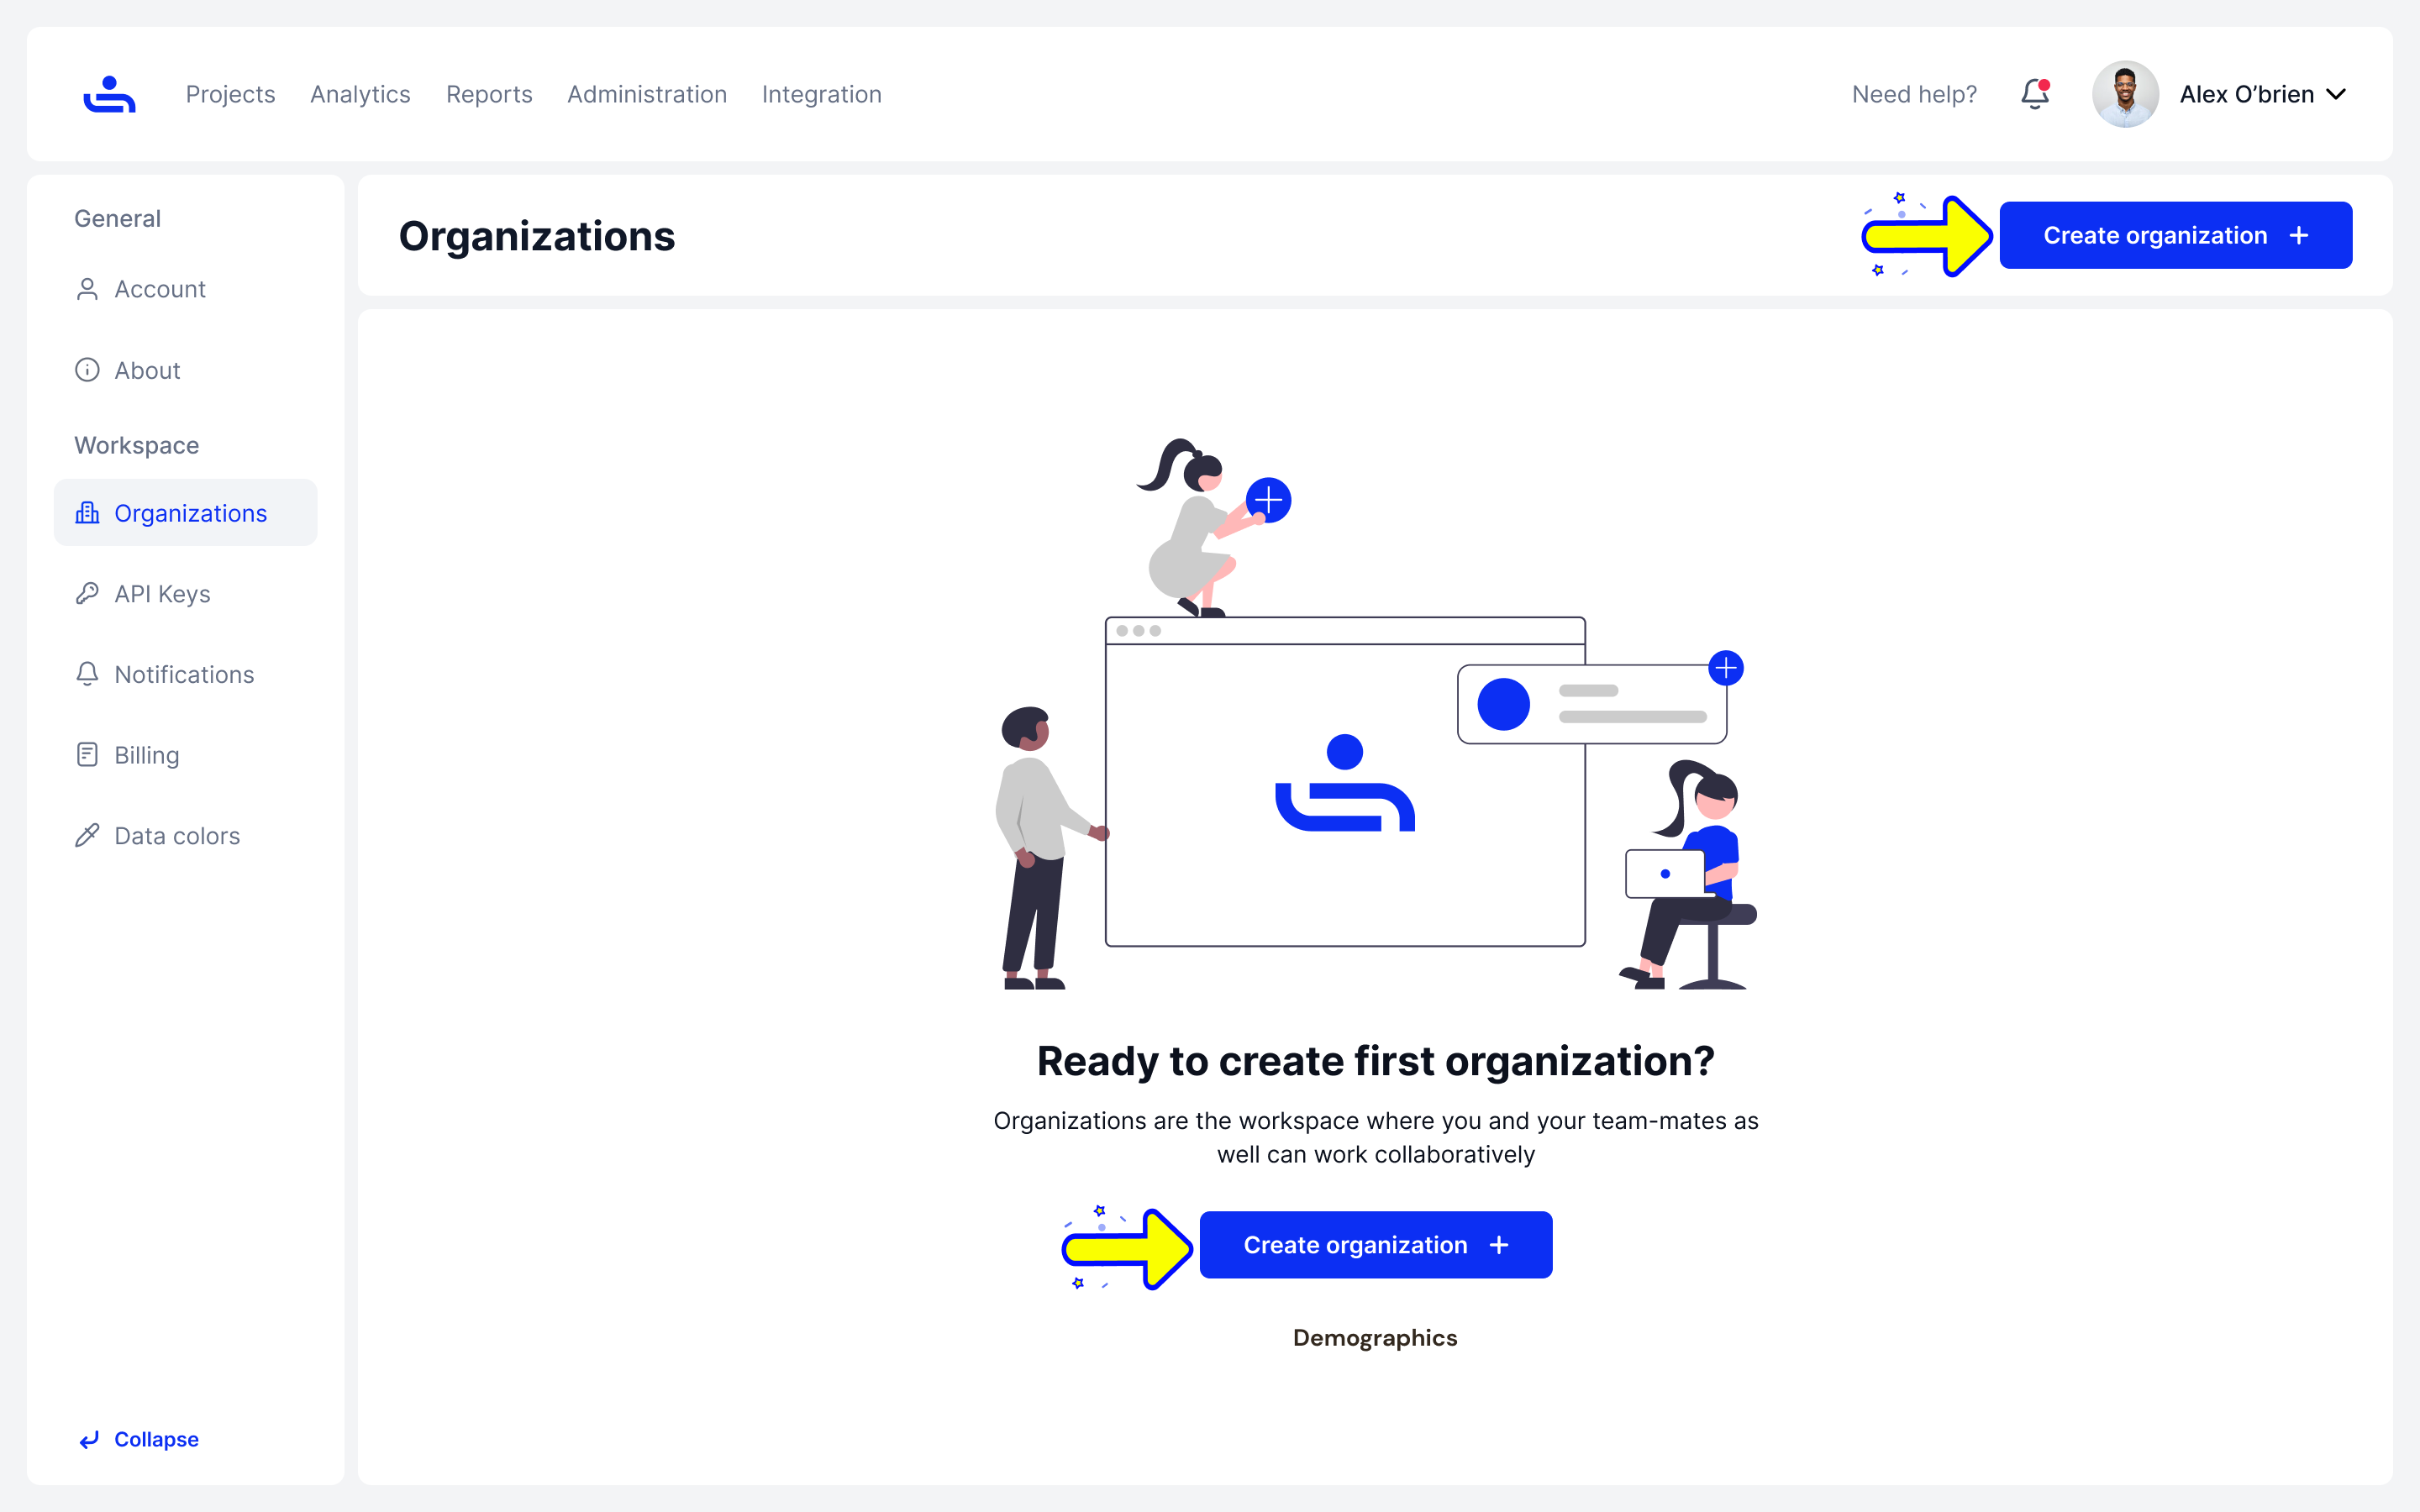 Projects
Analytics
Reports
Administration
Integration
Need help?
Alex O’brien
General
Account
About
Workspace
Organizations
API Keys
Notifications
Billing
Data colors
Collapse
Organizations
Create organization
Ready to create first organization?
Organizations are the workspace where you and your team-mates as
well can work collaboratively
Create organization
Demographics